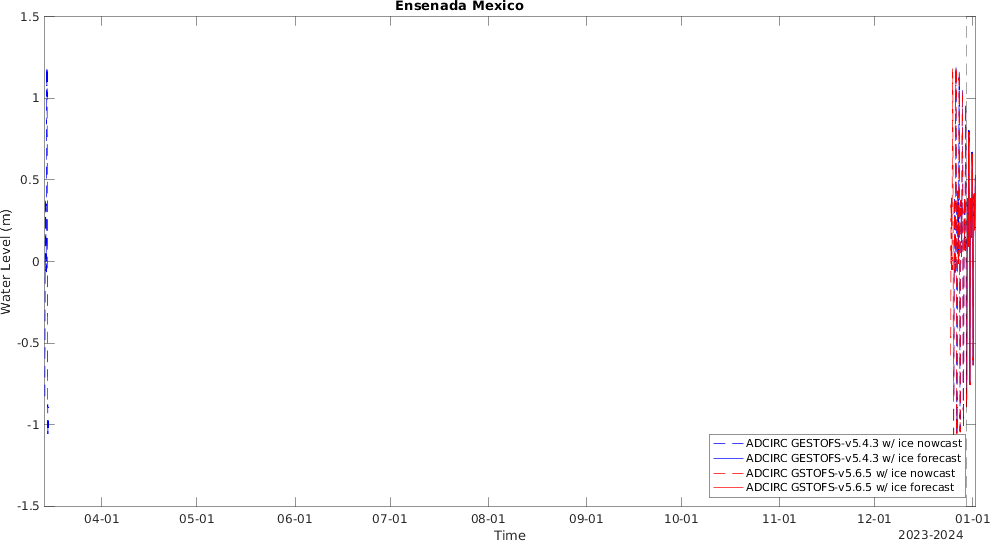 Ensenada Mexico
1.5
1
0.5
0
-0.5
-1
-1.5
Water Level (m)
ADCIRC GESTOFS-v5.4.3 w/ ice nowcast
ADCIRC GESTOFS-v5.4.3 w/ ice forecast
ADCIRC GSTOFS-v5.6.5 w/ ice nowcast
ADCIRC GSTOFS-v5.6.5 w/ ice forecast
04-01 05-01 06-01 07-01 08-01 09-01 10-01 11-01 12-01 01-01
Time
2023-2024